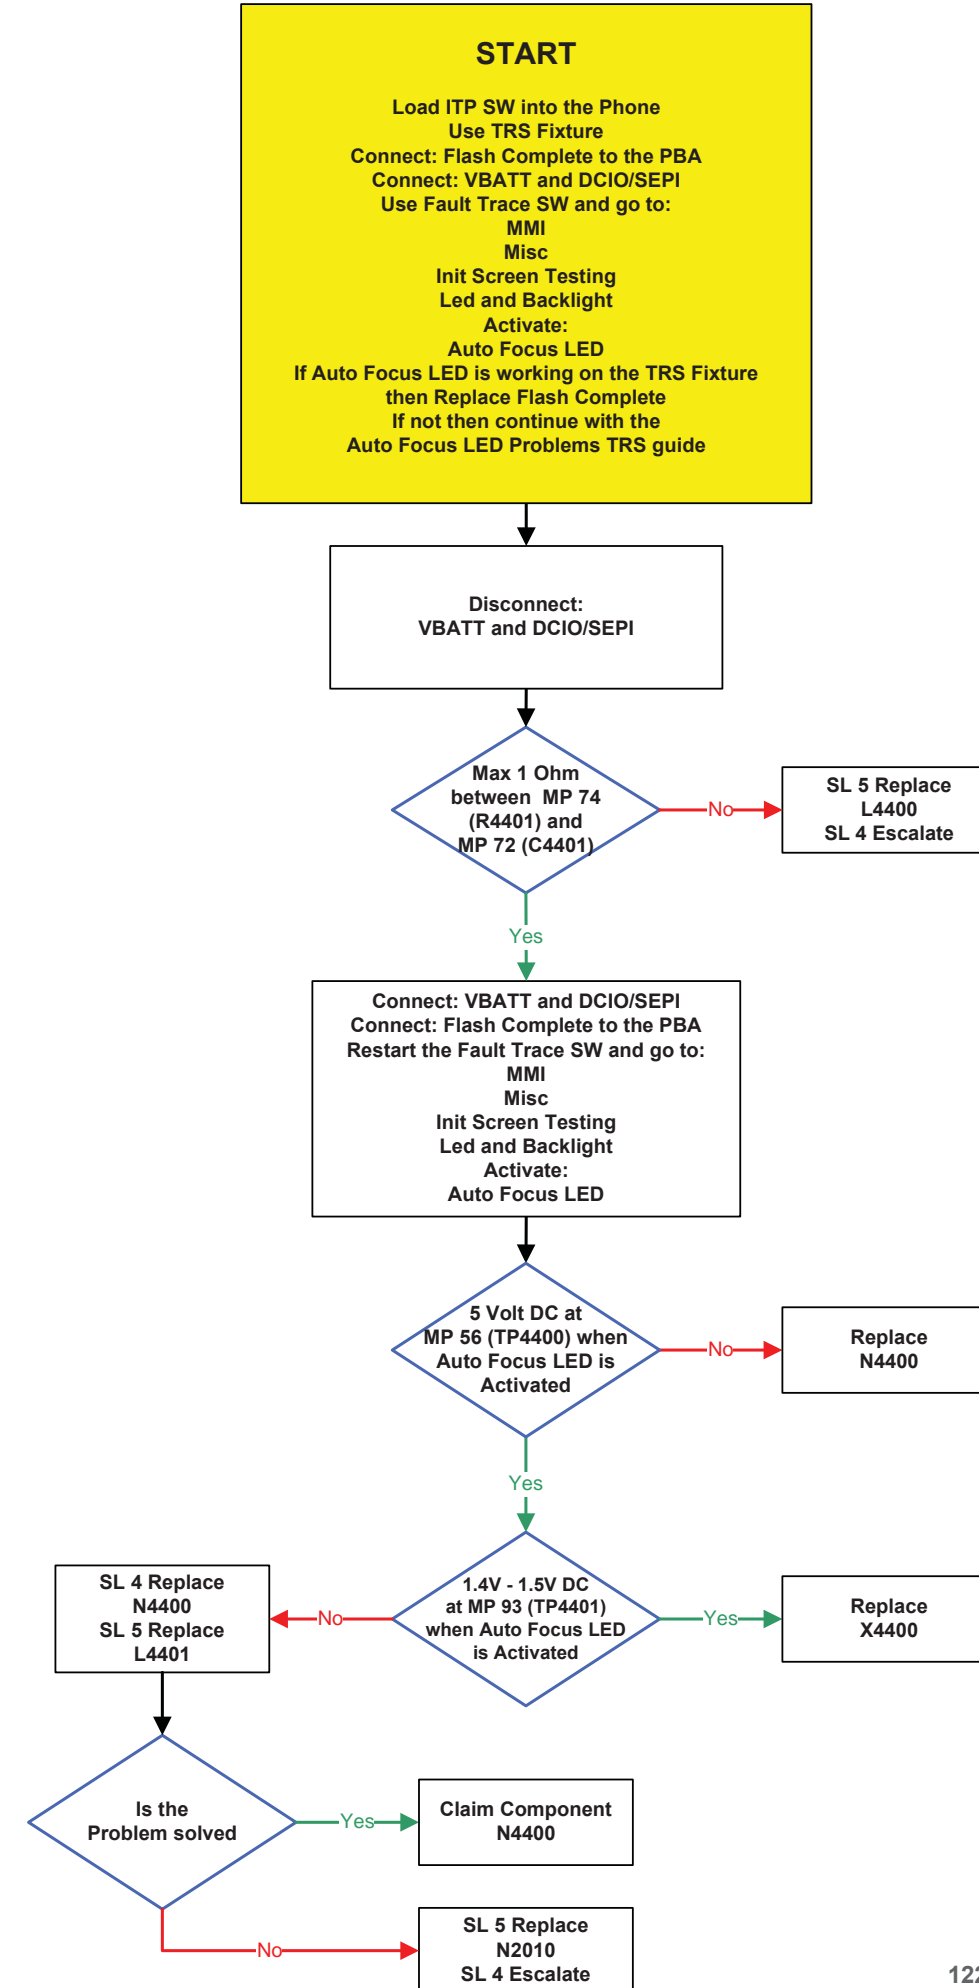 START
Load ITP SW into the Phone
Use TRS Fixture
Connect: Flash Complete to the PBA
Connect: VBATT and DCIO/SEPI
Use Fault Trace SW and go to:
MMI
Misc
Init Screen Testing
Led and Backlight
Activate:
Auto Focus LED
If Auto Focus LED is working on the TRS Fixture
then Replace Flash Complete
If not then continue with the
Auto Focus LED Problems TRS guide
Disconnect:
VBATT and DCIO/SEPI
Max 1 Ohm
between MP 74
(R4401) and
MP 72 (C4401)
No
SL 5 Replace
L4400
SL 4 Escalate
Yes
Connect: VBATT and DCIO/SEPI
Connect: Flash Complete to the PBA
Restart the Fault Trace SW and go to:
MMI
Misc
Init Screen Testing
Led and Backlight
Activate:
Auto Focus LED
5 Volt DC at
MP 56 (TP4400) when
Auto Focus LED is
Activated
No
Replace
N4400
Yes
1.4V - 1.5V DC
at MP 93 (TP4401)
when Auto Focus LED
is Activated
Yes
Replace
X4400
No
SL 4 Replace
N4400
SL 5 Replace
L4401
Is the
Problem solved
Yes
Claim Component
N4400
No
SL 5 Replace
N2010
SL 4 Escalate